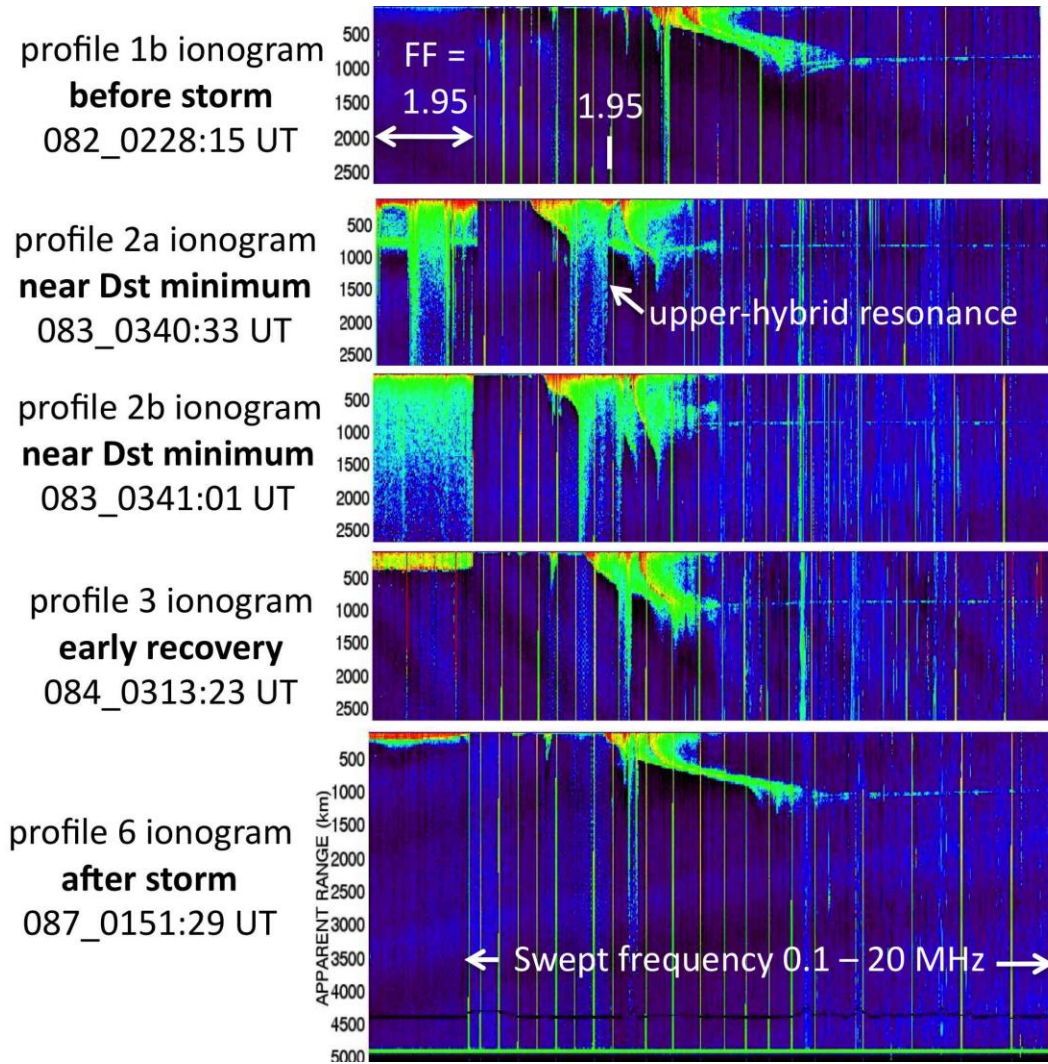 profile 1b ionogram
before storm
082_0228:15 UT
500
1000
1500
2000
2500
FF =
1.95
1.95
profile 2a ionogram
near Dst minimum
083_0340:33 UT
500
1000
1500
2000
2500
upper-hybrid resonance
profile 2b ionogram
near Dst minimum
083_0341:01 UT
500
1000
1500
2000
2500
profile 3 ionogram
early recovery
084_0313:23 UT
500
1000
1500
2000
2500
profile 6 ionogram
after storm
087_0151:29 UT
APPARENT RANGE (km)
500
1000
1500
2000
2500
3000
3500
4000
4500
5000
Swept frequency 0.1 – 20 MHz